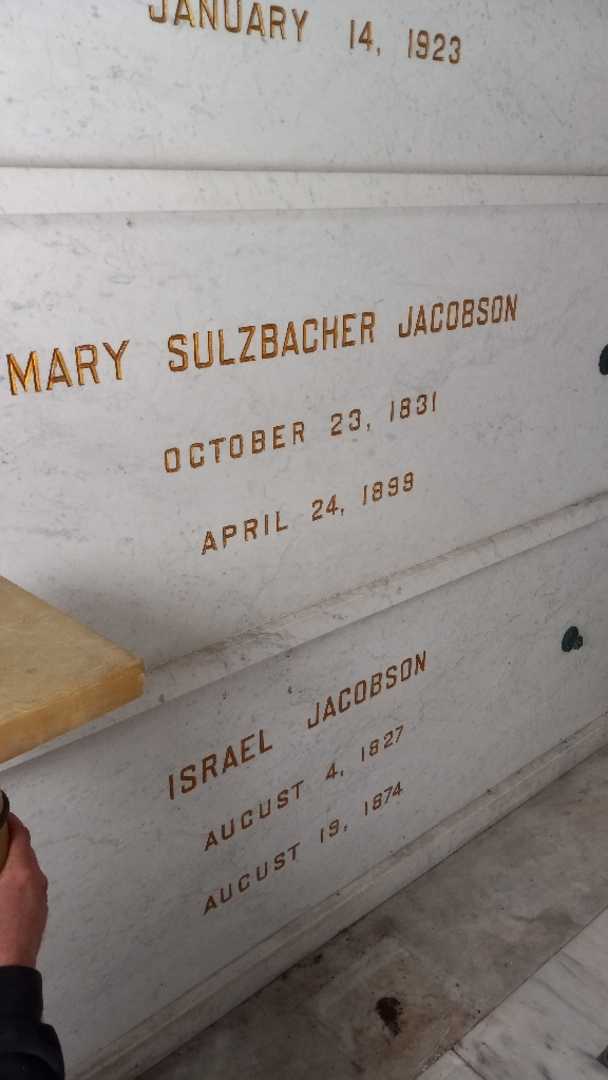 JANUARY 14, 1923
MARY SULZBACHER JACOBSON
OCTOBER 23, 1831
APRIL 24, 1899
ISRAEL JACOBSON
AUGUST 4, 1827
AUGUST 19, 1874